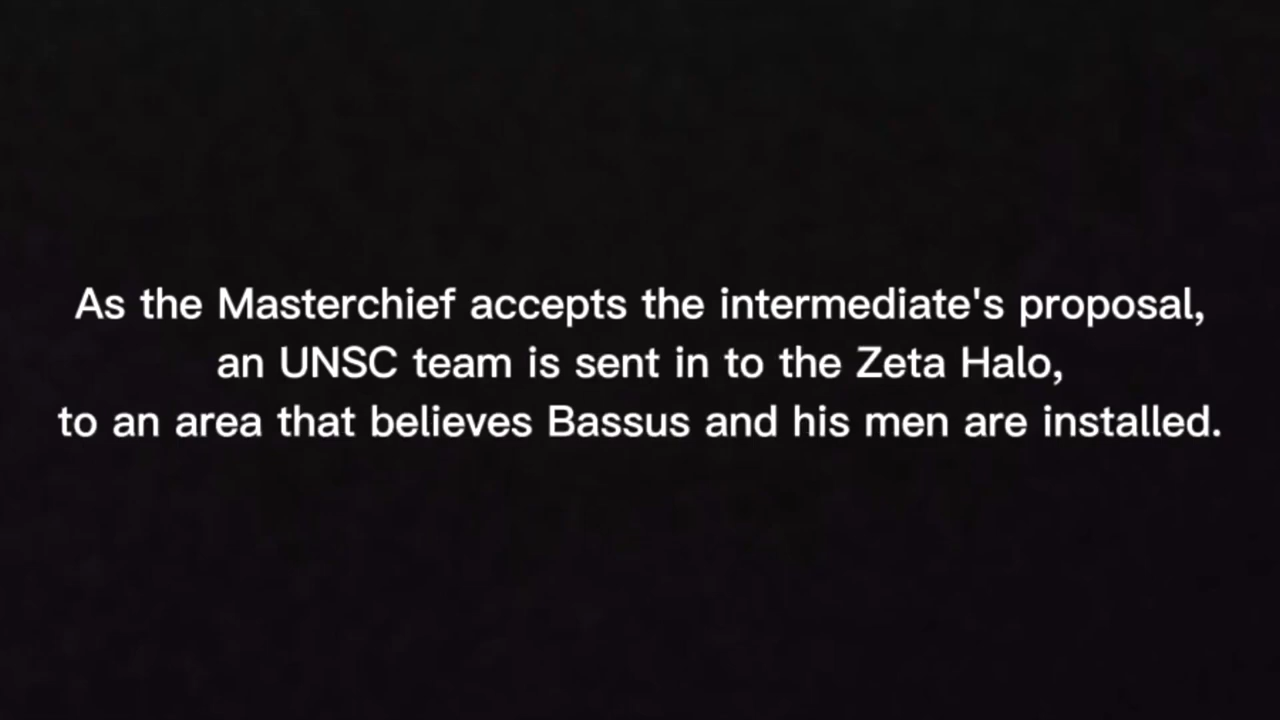 As the Masterchief accepts the intermediate's proposal,
an UNSC team is sent in to the Zeta Halo,
to an area that believes Bassus and his men are installed.